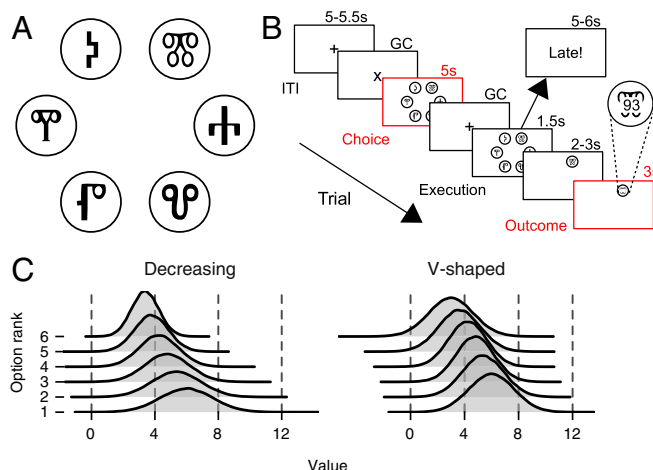 A
B
5-5.5s
+
ITI
GC
x
5s
Choice
GC
+
1.5s
Execution
5-6s
Late!
2-3s
93
3
Outcome
Trial
C
Decreasing
V-shaped
Option rank
6
5
4
3
2
1
0 4 8 12
0 4 8 12
Value